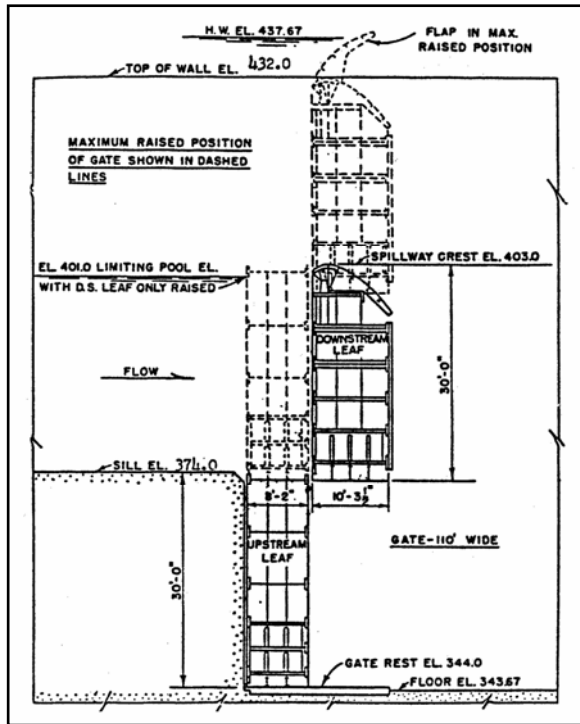 H.W. EL. 437.67
FLAP IN MAX.
RAISED POSITION
TOP OF WALL EL. 432.0
MAXIMUM RAISED POSITION
OF GATE SHOWN IN DASHED
LINES
SPILLWAY CREST EL. 403.0
EL. 401.0 LIMITING POOL EL.
WITH D.S. LEAF ONLY RAISED
DOWNSTREAM
LEAF
30'-0"
FLOW
SILL EL. 374.0
8'-2"
10'-3½"
GATE-110' WIDE
UPSTREAM
LEAF
30'-0"
GATE REST EL. 344.0
FLOOR EL. 343.67